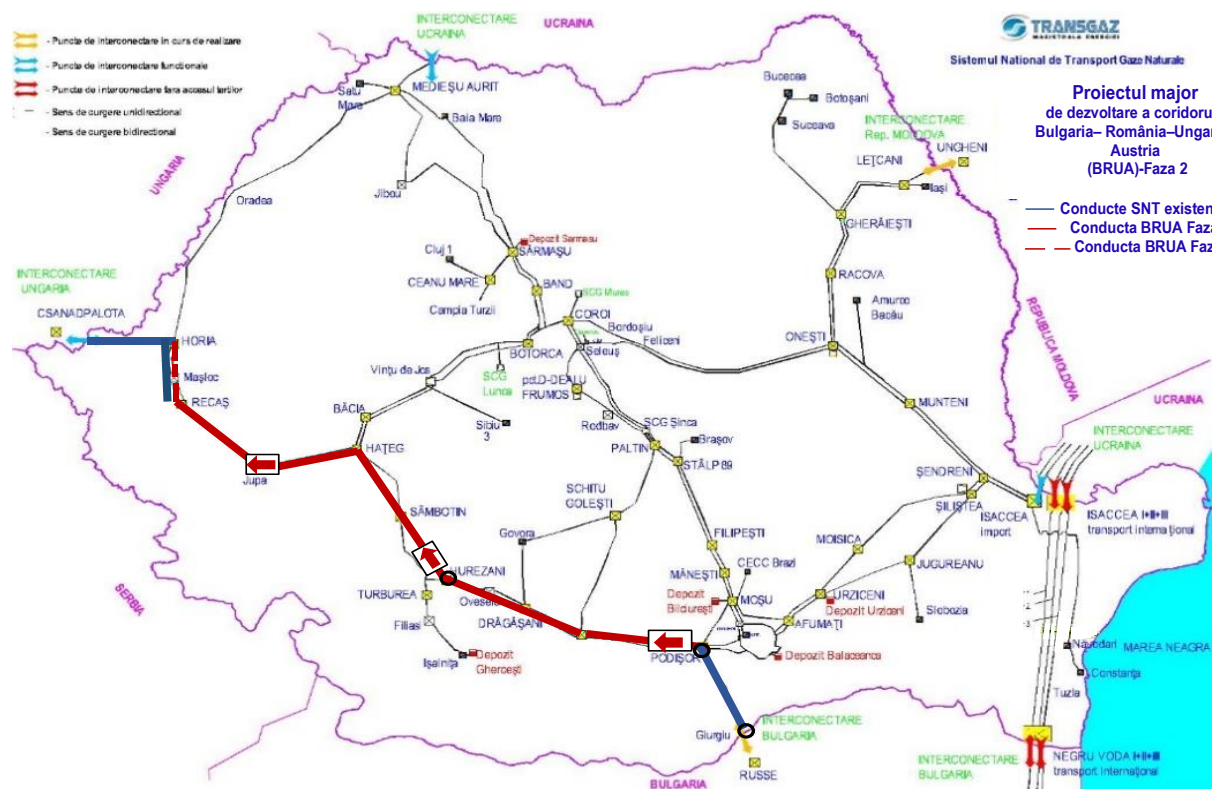 - Puncte de interconectare in curs de realizare
- Puncte de interconectare functionale
- Puncte de interconectare fara accesul tertilor
- Sens de curgere unidirectional
- Sens de curgere bidirectional
INTERCONECTARE
UCRAINA
UCRAINA
TRANSGAZ
MAGISTRALA ENERGIEI
Sistemul National de Transport Gaze Naturale
Proiectul major
de dezvoltare a coridoru
Bulgaria– România–Ungar
Austria
(BRUA)-Faza 2
Conducte SNT existen
Conducta BRUA Faza
Conducta BRUA Faz
MEDIEŞU AURIT
Satu
Mare
Baia Mare
Bucecea
Botoşani
Suceava
INTERCONECTARE
Rep. MOLDOVA
UNGHENI
LEŢCANI
Iaşi
UNGARIA
Oradea
Jibou
GHERĂIEŞTI
Depozit Sarmasu
SĂRMAŞU
Cluj 1
CEANU MARE
Campia Turzii
BAND
RACOVA
INTERCONECTARE
UNGARIA
CSANADPALOTA
SCG Mures
COROI
Bordoşiu
Feliceni
Amurco
Bacău
REPUBLICA MOLDOVA
HORIA
Maşloc
RECAŞ
BOTORCA
Seleuş
ONEŞTI
Vinţu de Jos
SCG
Lunca
pct.D-DEALU
FRUMOS
BĂCIA
Sibiu
3
Rodbav
SCG Şinca
MUNTENI
UCRAINA
HAŢEG
PALTIN
Braşov
STÂLP 89
INTERCONECTARE
UCRAINA
Jupa
ŞENDRENI
SCHITU
GOLEŞTI
ŞILIŞTEA
ISACCEA
import
ISACCEA I+II+III
transport internaţional
SÂMBOTIN
Govora
FILIPEŞTI
MOISICA
HUREZANI
MĂNEŞTI
CECC Brazi
JUGUREANU
TURBUREA
DRĂGĂŞANI
Depozit
Bilciureşti
MOŞU
URZICENI
Depozit Urziceni
Slobozia
SERBIA
Filiasi
AFUMAŢI
Işalniţa
Depozit
Gherceşti
PODIŞOR
Depozit Balaceanca
Năvodari
MAREA NEAGRA
Constanţa
Tuzla
Giurgiu
INTERCONECTARE
BULGARIA
RUSSE
BULGARIA
INTERCONECTARE
BULGARIA
NEGRU VODA I+II+III
transport international